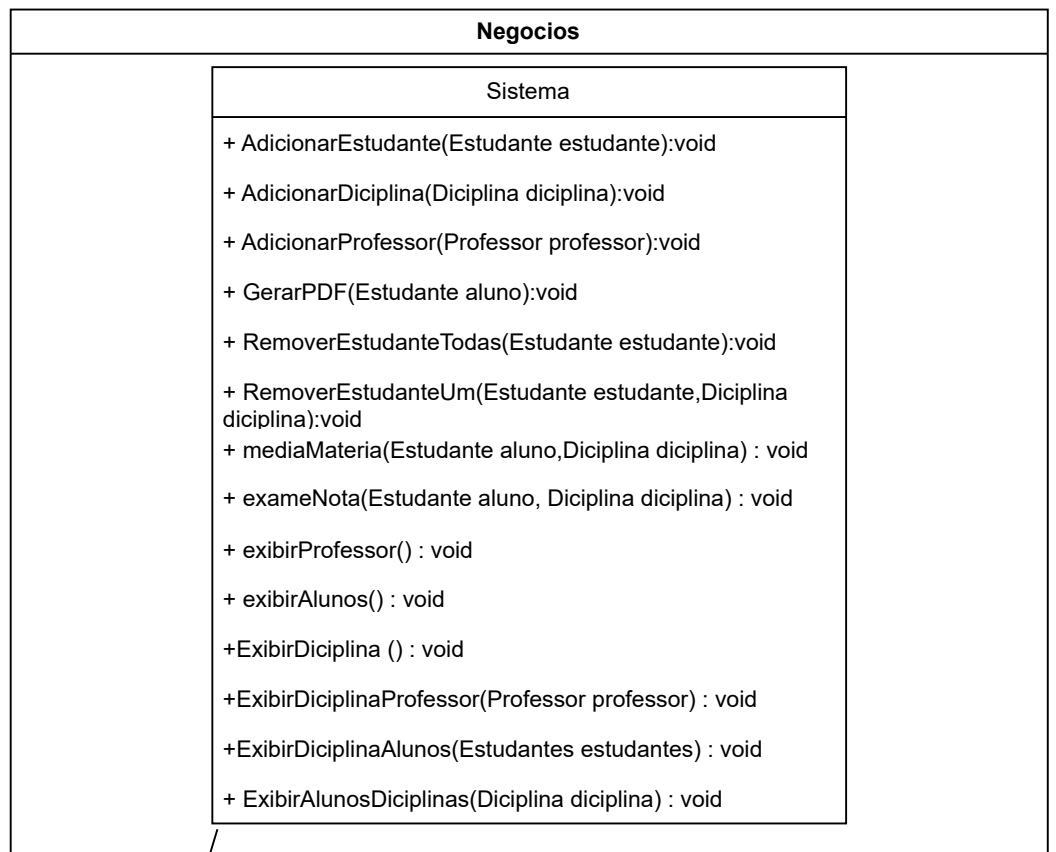 Negocios
Sistema
+ AdicionarEstudante(Estudante estudante):void
+ AdicionarDiciplina(Diciplina diciplina):void
+ AdicionarProfessor(Professor professor):void
+ GerarPDF(Estudante aluno):void
+ RemoverEstudanteTodas(Estudante estudante):void
+ RemoverEstudanteUm(Estudante estudante,Diciplina
diciplina):void
+ mediaMateria(Estudante aluno,Diciplina diciplina) : void
+ exameNota(Estudante aluno, Diciplina diciplina) : void
+ exibirProfessor() : void
+ exibirAlunos() : void
+ExibirDiciplina () : void
+ExibirDiciplinaProfessor(Professor professor) : void
+ExibirDiciplinaAlunos(Estudantes estudantes) : void
+ ExibirAlunosDiciplinas(Diciplina diciplina) : void